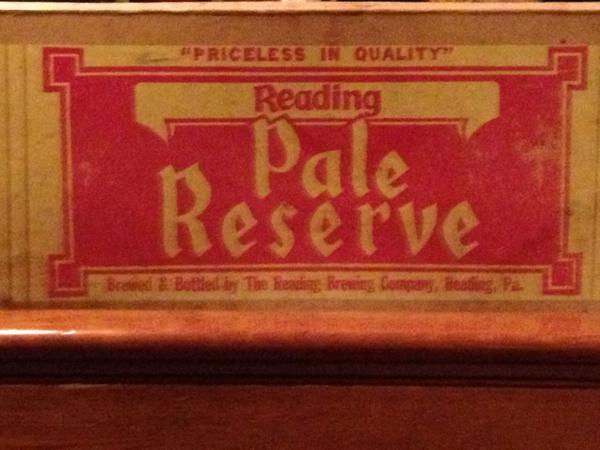 "PRICELESS IN QUALITY"
Reading
Pale
Reserve
Brewed & Bottled by The Reading Brewing Company, Reading, Pa.